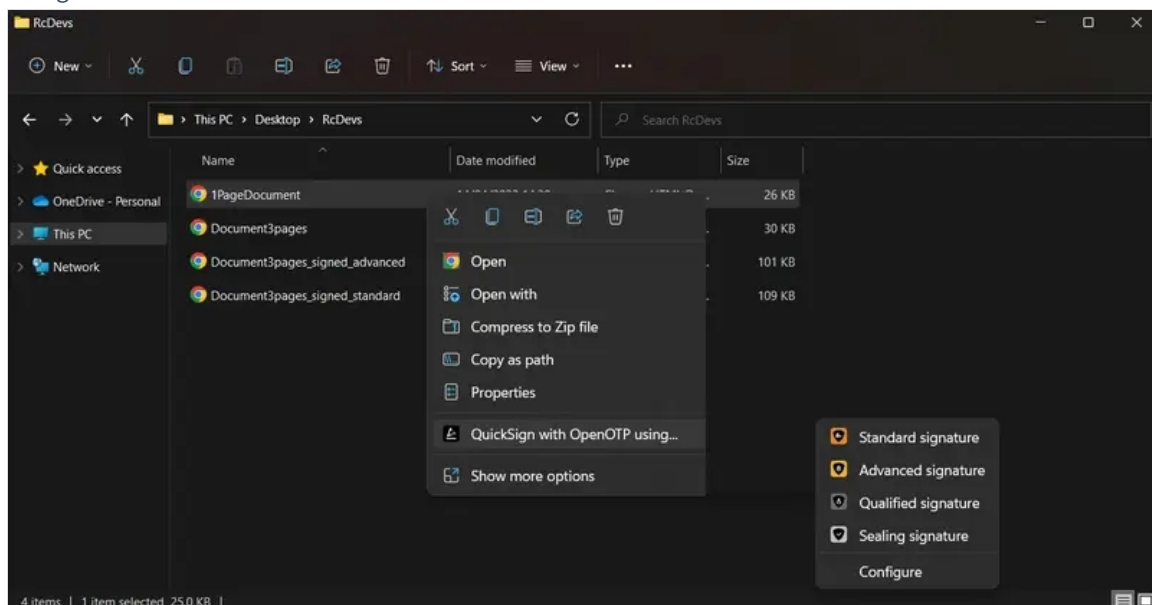 RcDevs
New
Sort
View
This PC > Desktop > RcDevs
Search RcDevs
Quick access
OneDrive - Personal
This PC
Network
Name
Date modified
Type
Size
1PageDocument
26 KB
Document3pages
30 KB
Document3pages_signed_advanced
101 KB
Document3pages_signed_standard
109 KB
Open
Open with
Compress to Zip file
Copy as path
Properties
QuickSign with OpenOTP using...
Show more options
Standard signature
Advanced signature
Qualified signature
Sealing signature
Configure
4 items | 1 item selected 25.0 KB |